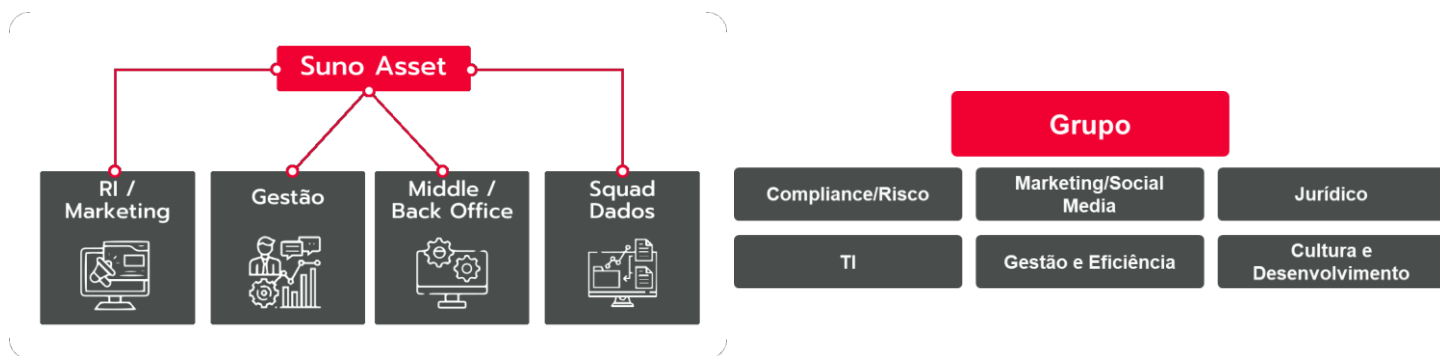 Suno Asset
RI /
Marketing
Gestão
Middle /
Back Office
Squad
Dados
Grupo
Compliance/Risco
Marketing/Social
Media
Jurídico
TI
Gestão e Eficiência
Cultura e
Desenvolvimento